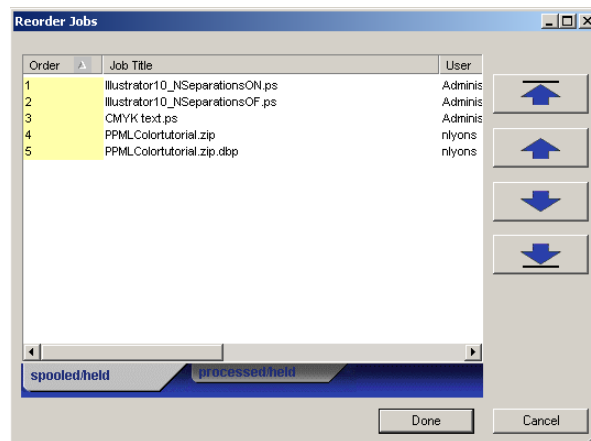 Reorder Jobs
Order Job Title User
1 Illustrator10_NSeparationsON.ps Adminis
2 Illustrator10_NSeparationsOF.ps Adminis
3 CMYK text.ps Adminis
4 PPMLColortutorial.zip nlyons
5 PPMLColortutorial.zip.dbp nlyons
spooled/held processed/held
Done Cancel